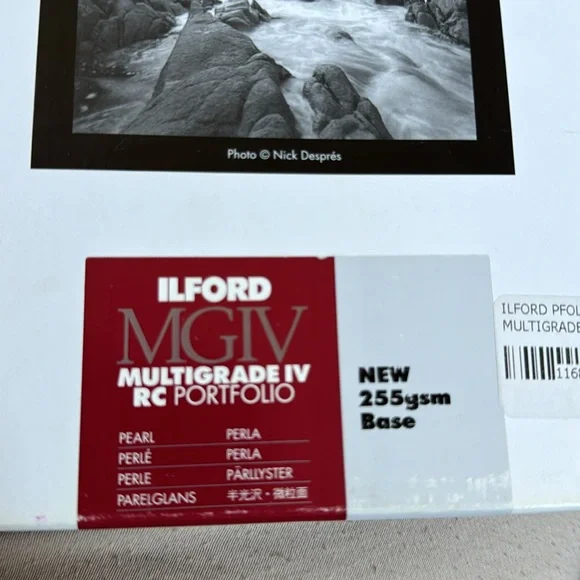 Photo © Nick Després
ILFORD
MGIV
MULTIGRADE IV
RC PORTFOLIO
NEW
255gsm
Base
PEARL PERLA
PERLÉ PERLA
PERLE PÄRLLYSTER
PARELGLANS 半光沢・微粒面
ILFORD PFOL
MULTIGRADE
1168